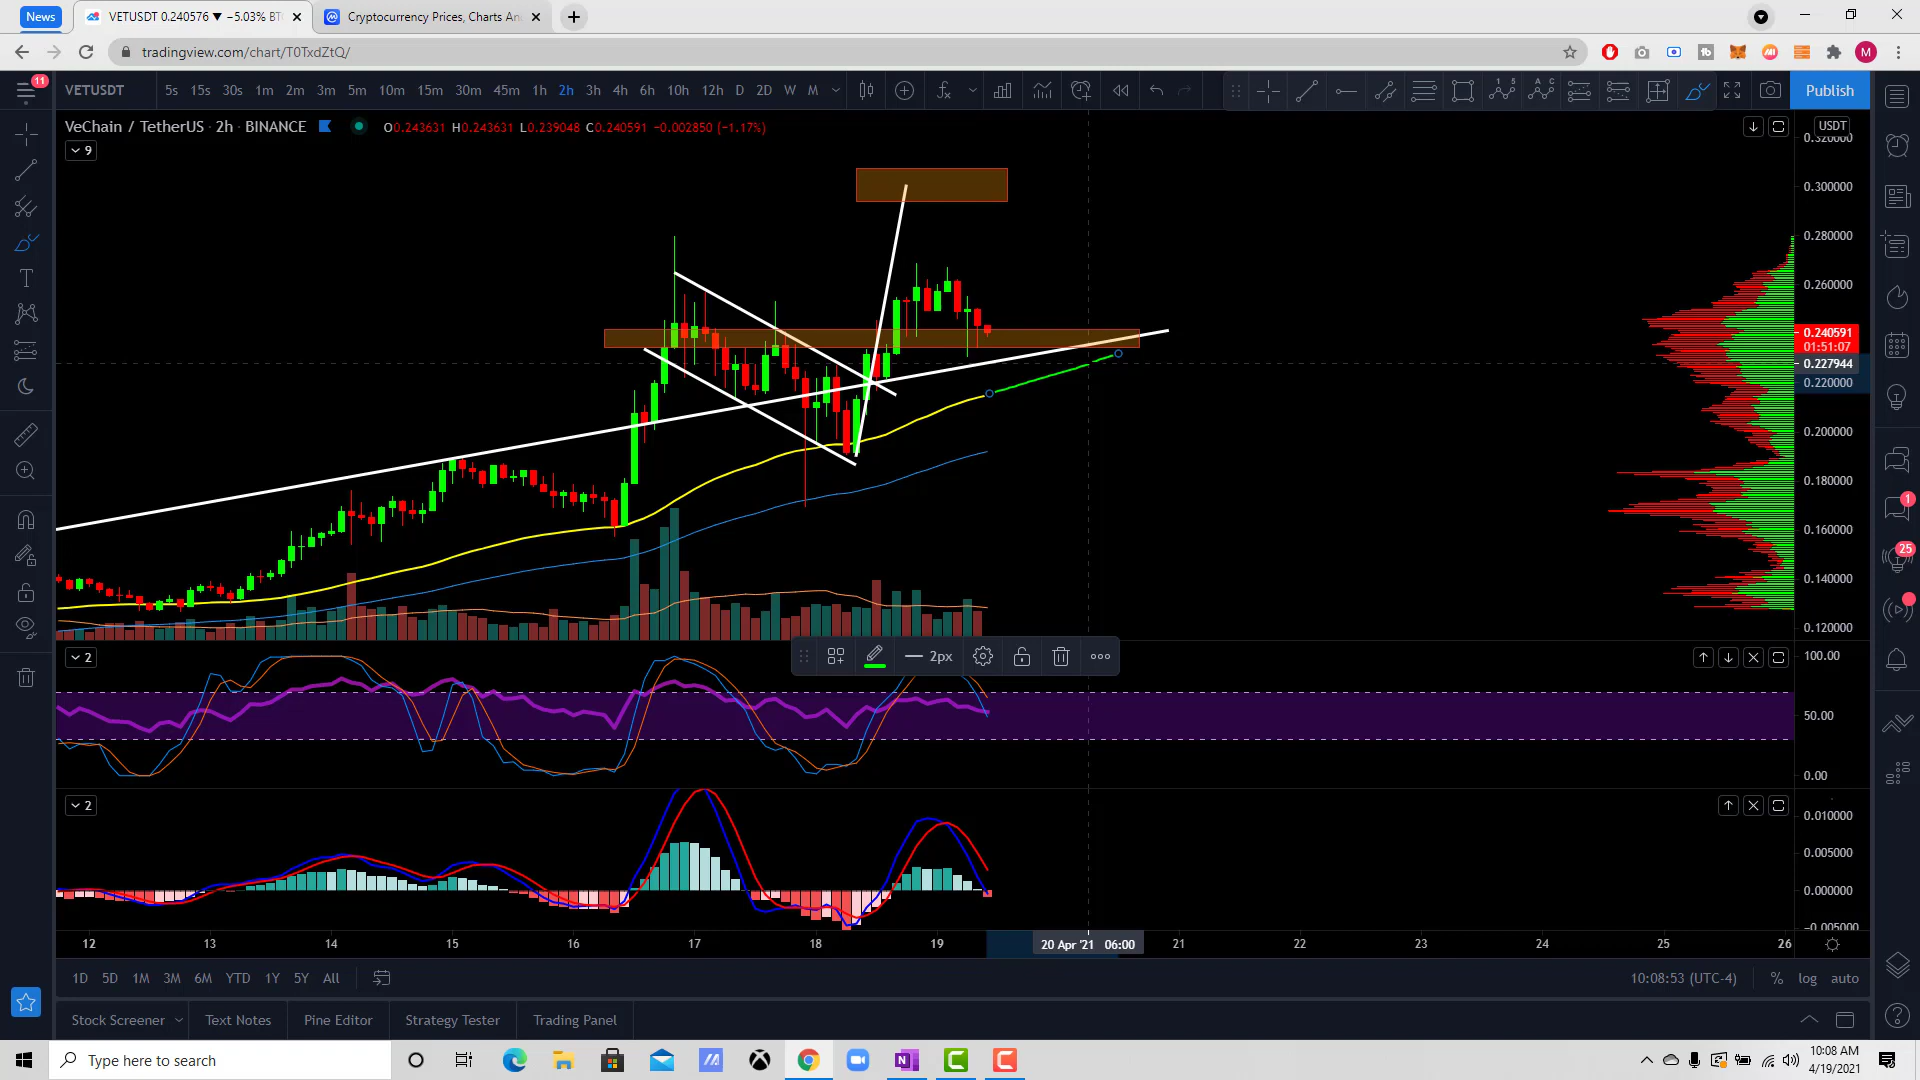 News
VETUSDT 0.240576 ▼ −5.03% BT
Cryptocurrency Prices, Charts An
tradingview.com/chart/T0TxdZtQ/
M
11
VETUSDT
5s 15s 30s 1m 2m 3m 5m 10m 15m 30m 45m 1h 2h 3h 4h 6h 10h 12h D 2D W M
Publish
VeChain / TetherUS · 2h · BINANCE
O0.243631 H0.243631 L0.239048 C0.240591 −0.002850 (−1.17%)
9
USDT
0.320000
0.300000
0.280000
0.260000
0.240591
01:51:07
0.227944
0.220000
0.200000
0.180000
0.160000
0.140000
0.120000
2px
2
100.00
50.00
0.00
2
0.010000
0.005000
0.000000
−0.005000
12 13 14 15 16 17 18 19 20 Apr '21 06:00 21 22 23 24 25 26
1
25
1D 5D 1M 3M 6M YTD 1Y 5Y All
10:08:53 (UTC-4)
% log auto
Stock Screener Text Notes Pine Editor Strategy Tester Trading Panel
Type here to search
10:08 AM
4/19/2021